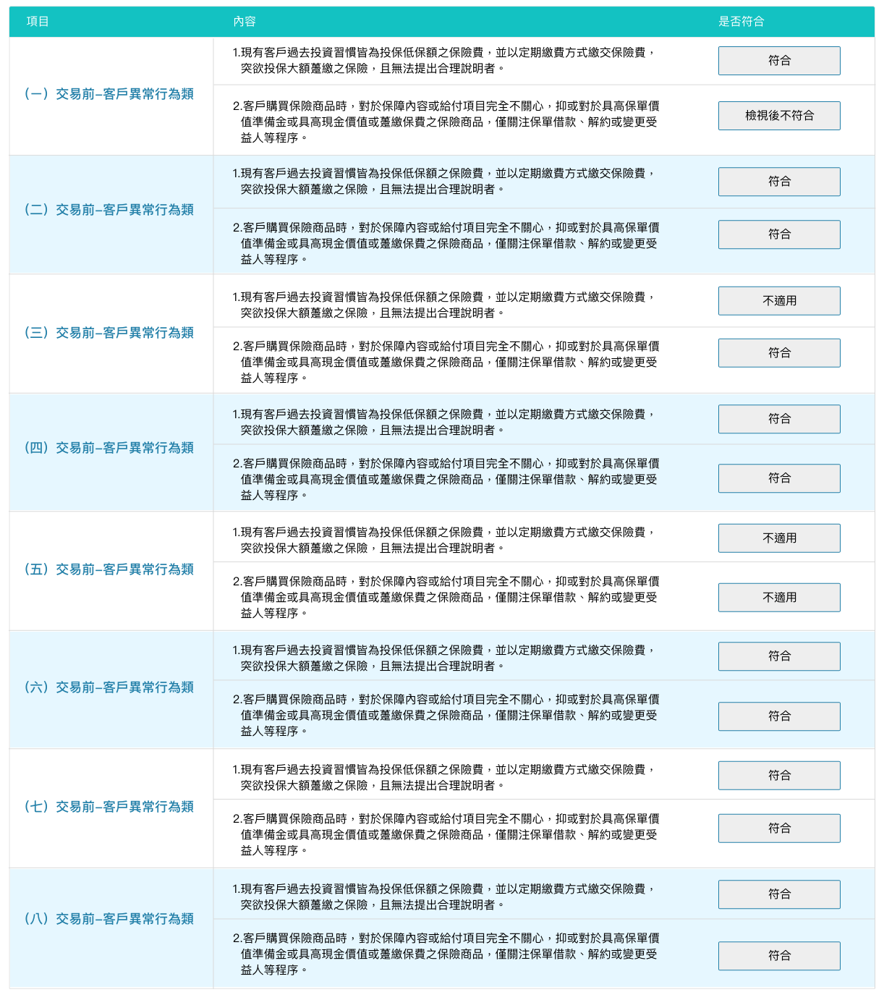 項目
內容
是否符合
（一）交易前–客戶異常行為類
1.現有客戶過去投資習慣皆為投保低保額之保險費，並以定期繳費方式繳交保險費，
突欲投保大額躉繳之保險，且無法提出合理說明者。
符合
2.客戶購買保險商品時，對於保障內容或給付項目完全不關心，抑或對於具高保單價
值準備金或具高現金價值或躉繳保費之保險商品，僅關注保單借款、解約或變更受
益人等程序。
檢視後不符合
（二）交易前–客戶異常行為類
1.現有客戶過去投資習慣皆為投保低保額之保險費，並以定期繳費方式繳交保險費，
突欲投保大額躉繳之保險，且無法提出合理說明者。
符合
2.客戶購買保險商品時，對於保障內容或給付項目完全不關心，抑或對於具高保單價
值準備金或具高現金價值或躉繳保費之保險商品，僅關注保單借款、解約或變更受
益人等程序。
符合
（三）交易前–客戶異常行為類
1.現有客戶過去投資習慣皆為投保低保額之保險費，並以定期繳費方式繳交保險費，
突欲投保大額躉繳之保險，且無法提出合理說明者。
不適用
2.客戶購買保險商品時，對於保障內容或給付項目完全不關心，抑或對於具高保單價
值準備金或具高現金價值或躉繳保費之保險商品，僅關注保單借款、解約或變更受
益人等程序。
符合
（四）交易前–客戶異常行為類
1.現有客戶過去投資習慣皆為投保低保額之保險費，並以定期繳費方式繳交保險費，
突欲投保大額躉繳之保險，且無法提出合理說明者。
符合
2.客戶購買保險商品時，對於保障內容或給付項目完全不關心，抑或對於具高保單價
值準備金或具高現金價值或躉繳保費之保險商品，僅關注保單借款、解約或變更受
益人等程序。
符合
（五）交易前–客戶異常行為類
1.現有客戶過去投資習慣皆為投保低保額之保險費，並以定期繳費方式繳交保險費，
突欲投保大額躉繳之保險，且無法提出合理說明者。
不適用
2.客戶購買保險商品時，對於保障內容或給付項目完全不關心，抑或對於具高保單價
值準備金或具高現金價值或躉繳保費之保險商品，僅關注保單借款、解約或變更受
益人等程序。
不適用
（六）交易前–客戶異常行為類
1.現有客戶過去投資習慣皆為投保低保額之保險費，並以定期繳費方式繳交保險費，
突欲投保大額躉繳之保險，且無法提出合理說明者。
符合
2.客戶購買保險商品時，對於保障內容或給付項目完全不關心，抑或對於具高保單價
值準備金或具高現金價值或躉繳保費之保險商品，僅關注保單借款、解約或變更受
益人等程序。
符合
（七）交易前–客戶異常行為類
1.現有客戶過去投資習慣皆為投保低保額之保險費，並以定期繳費方式繳交保險費，
突欲投保大額躉繳之保險，且無法提出合理說明者。
符合
2.客戶購買保險商品時，對於保障內容或給付項目完全不關心，抑或對於具高保單價
值準備金或具高現金價值或躉繳保費之保險商品，僅關注保單借款、解約或變更受
益人等程序。
符合
（八）交易前–客戶異常行為類
1.現有客戶過去投資習慣皆為投保低保額之保險費，並以定期繳費方式繳交保險費，
突欲投保大額躉繳之保險，且無法提出合理說明者。
符合
2.客戶購買保險商品時，對於保障內容或給付項目完全不關心，抑或對於具高保單價
值準備金或具高現金價值或躉繳保費之保險商品，僅關注保單借款、解約或變更受
益人等程序。
符合